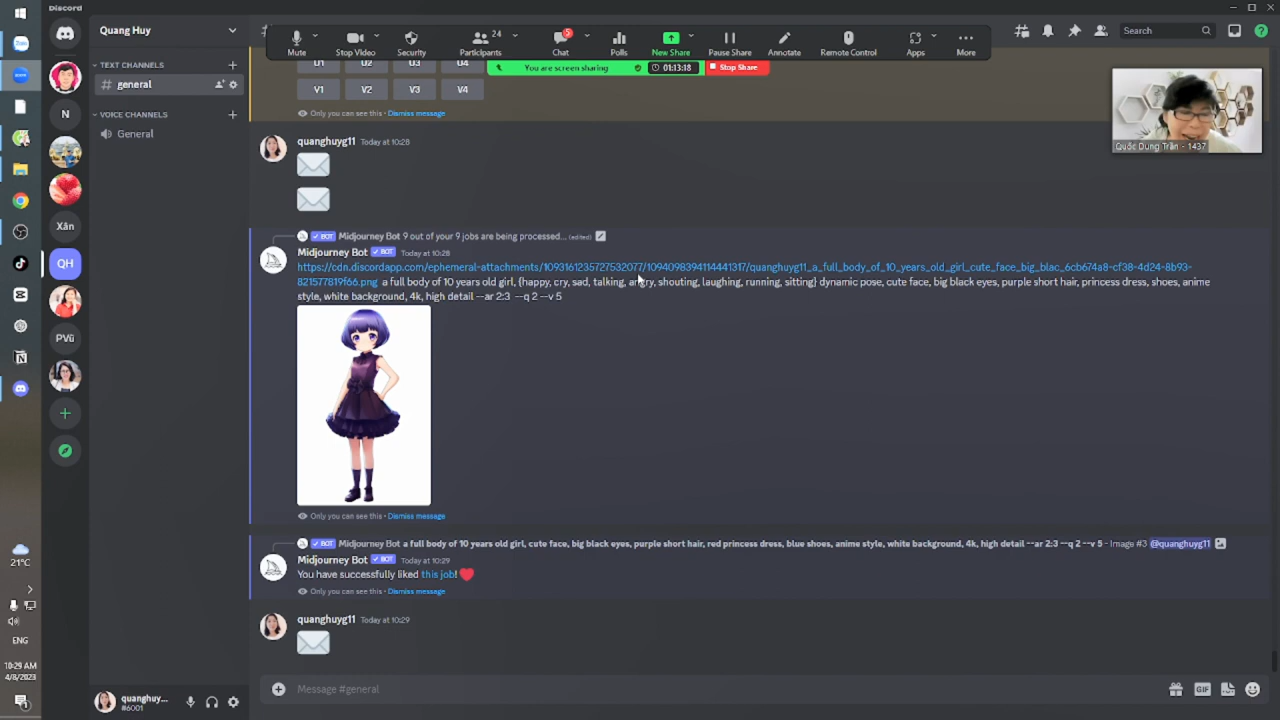 Discord
Quang Huy
TEXT CHANNELS
general
VOICE CHANNELS
General
Mute
Stop Video
Security
24
Participants
5
Chat
Polls
New Share
Pause Share
Annotate
Remote Control
Apps
More
Search
You are screen sharing
01:13:18
Stop Share
U1 U2 U3 U4
V1 V2 V3 V4
Only you can see this • Dismiss message
Quốc Dung Trần - 1437
quanghuyg11 Today at 10:28
Midjourney Bot 9 out of your 9 jobs are being processed... (edited)
BOT
Midjourney Bot BOT Today at 10:28
https://cdn.discordapp.com/ephemeral-attachments/1093161235727532077/1094098394114441317/quanghuyg11_a_full_body_of_10_years_old_girl_cute_face_big_blac_6cb674a8-cf38-4d24-8b93-
821577819f66.png a full body of 10 years old girl, {happy, cry, sad, talking, angry, shouting, laughing, running, sitting} dynamic pose, cute face, big black eyes, purple short hair, princess dress, shoes, anime
style, white background, 4k, high detail --ar 2:3 --q 2 --v 5
Only you can see this • Dismiss message
BOT Midjourney Bot a full body of 10 years old girl, cute face, big black eyes, purple short hair, red princess dress, blue shoes, anime style, white background, 4k, high detail --ar 2:3 --q 2 --v 5 - Image #3 @quanghuyg11
Midjourney Bot BOT Today at 10:29
You have successfully liked this job!
Only you can see this • Dismiss message
quanghuyg11 Today at 10:29
Message #general
GIF
N
Xân
QH
PVũ
quanghuy...
#6001
21°C
ENG
10:29 AM
4/8/2023